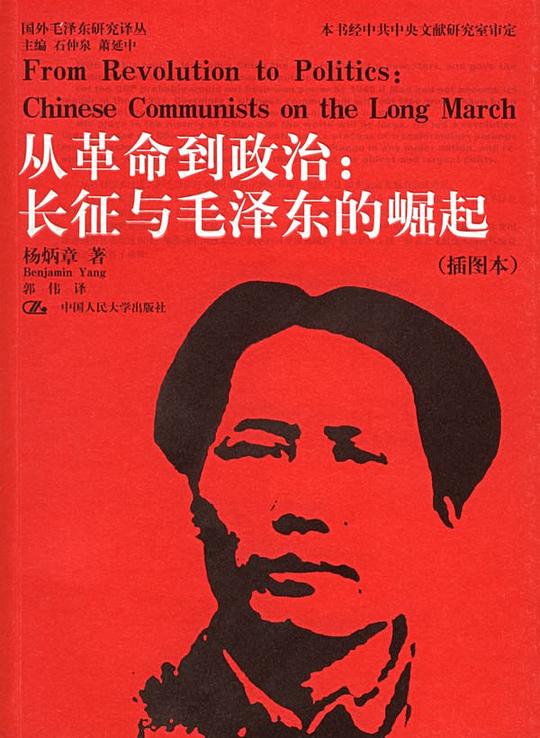 国外毛泽东研究译丛
主编 石仲泉 萧延中
本书经中共中央文献研究室审定
From Revolution to Politics:
Chinese Communists on the Long March
从革命到政治：
长征与毛泽东的崛起
（插图本）
杨炳章 著
Benjamin Yang
郭 伟 译
中国人民大学出版社